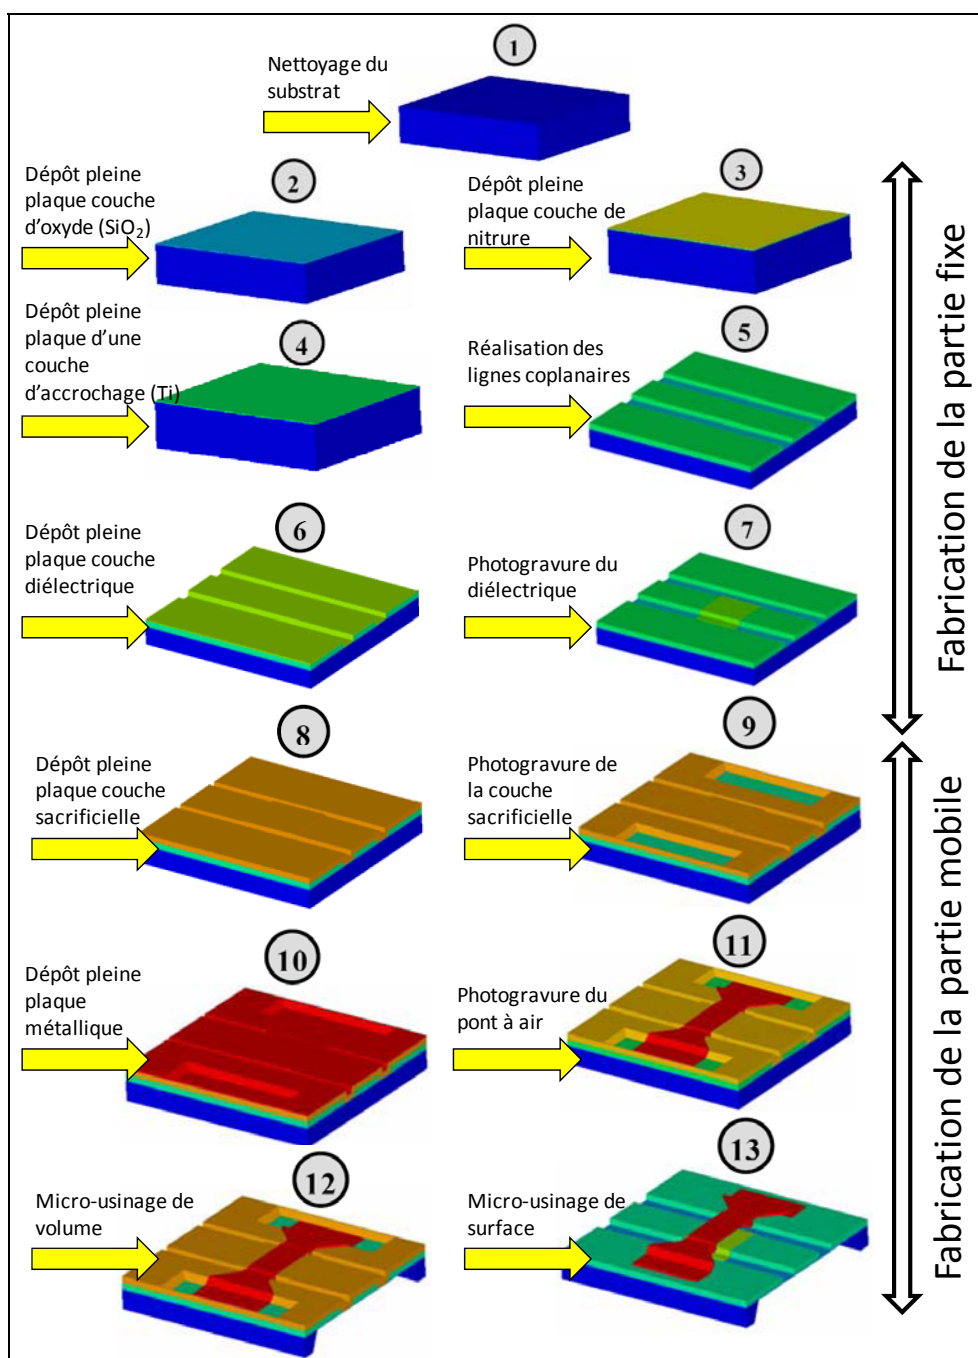 1
Nettoyage du
substrat
2
Dépôt pleine
plaque couche
d'oxyde (SiO₂)
3
Dépôt pleine
plaque couche de
nitrure
4
Dépôt pleine
plaque d'une
couche
d'accrochage (Ti)
5
Réalisation des
lignes coplanaires
6
Dépôt pleine
plaque couche
diélectrique
7
Photogravure du
diélectrique
Fabrication de la partie fixe
8
Dépôt pleine
plaque couche
sacrificielle
9
Photogravure de
la couche
sacrificielle
10
Dépôt pleine
plaque
métallique
11
Photogravure du
pont à air
12
Micro-usinage de
volume
13
Micro-usinage de
surface
Fabrication de la partie mobile